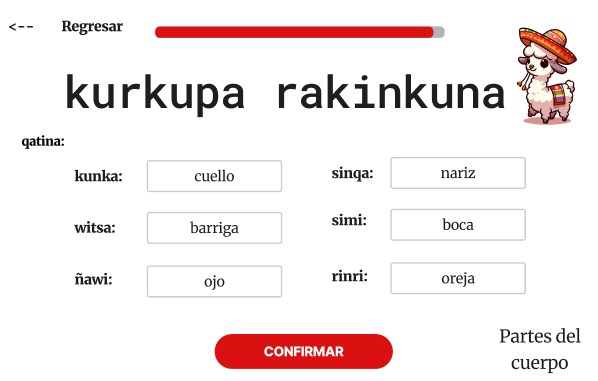 <-- Regresar
kurkupa rakinkuna
qatina:
kunka: cuello
sinqa: nariz
witsa: barriga
simi: boca
ñawi: ojo
rinri: oreja
CONFIRMAR
Partes del
cuerpo